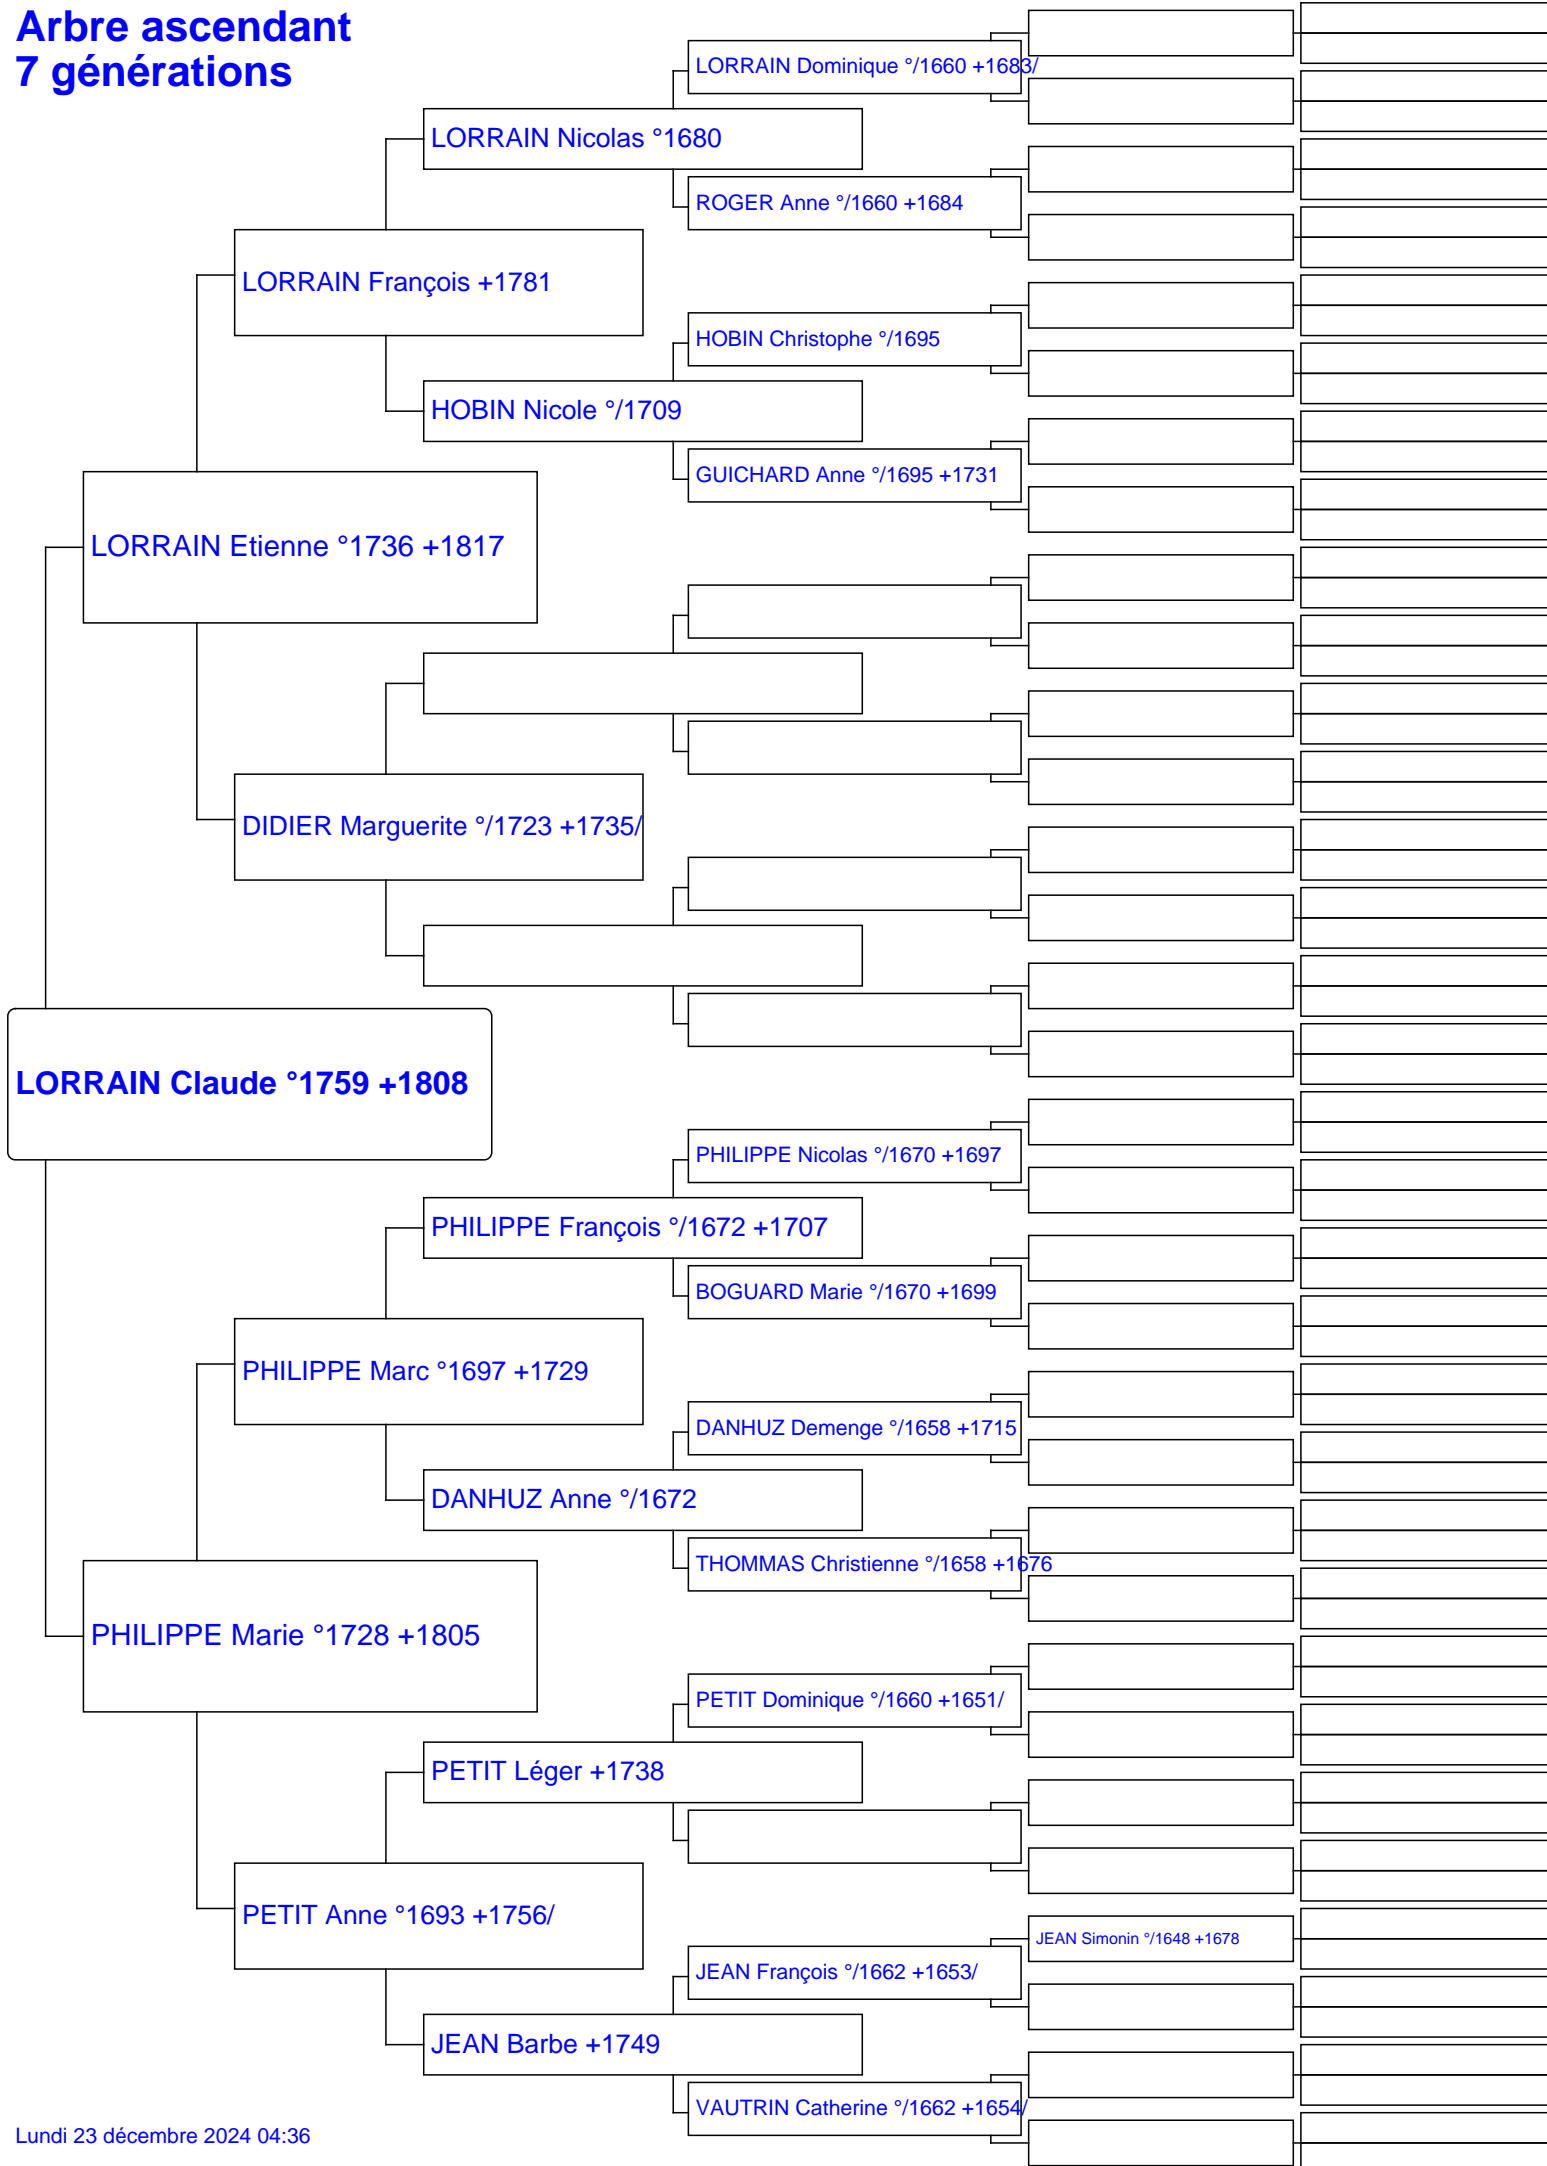 Arbre ascendant
7 générations
LORRAIN Dominique °/1660 +1683/
LORRAIN Nicolas °1680
ROGER Anne °/1660 +1684
LORRAIN François +1781
HOBIN Christophe °/1695
HOBIN Nicole °/1709
GUICHARD Anne °/1695 +1731
LORRAIN Etienne °1736 +1817
DIDIER Marguerite °/1723 +1735/
LORRAIN Claude °1759 +1808
PHILIPPE Nicolas °/1670 +1697
PHILIPPE François °/1672 +1707
BOGUARD Marie °/1670 +1699
PHILIPPE Marc °1697 +1729
DANHUZ Demenge °/1658 +1715
DANHUZ Anne °/1672
THOMMAS Christienne °/1658 +1676
PHILIPPE Marie °1728 +1805
PETIT Dominique °/1660 +1651/
PETIT Léger +1738
PETIT Anne °1693 +1756/
JEAN Simonin °/1648 +1678
JEAN François °/1662 +1653/
JEAN Barbe +1749
VAUTRIN Catherine °/1662 +1654/
Lundi 23 décembre 2024 04:36